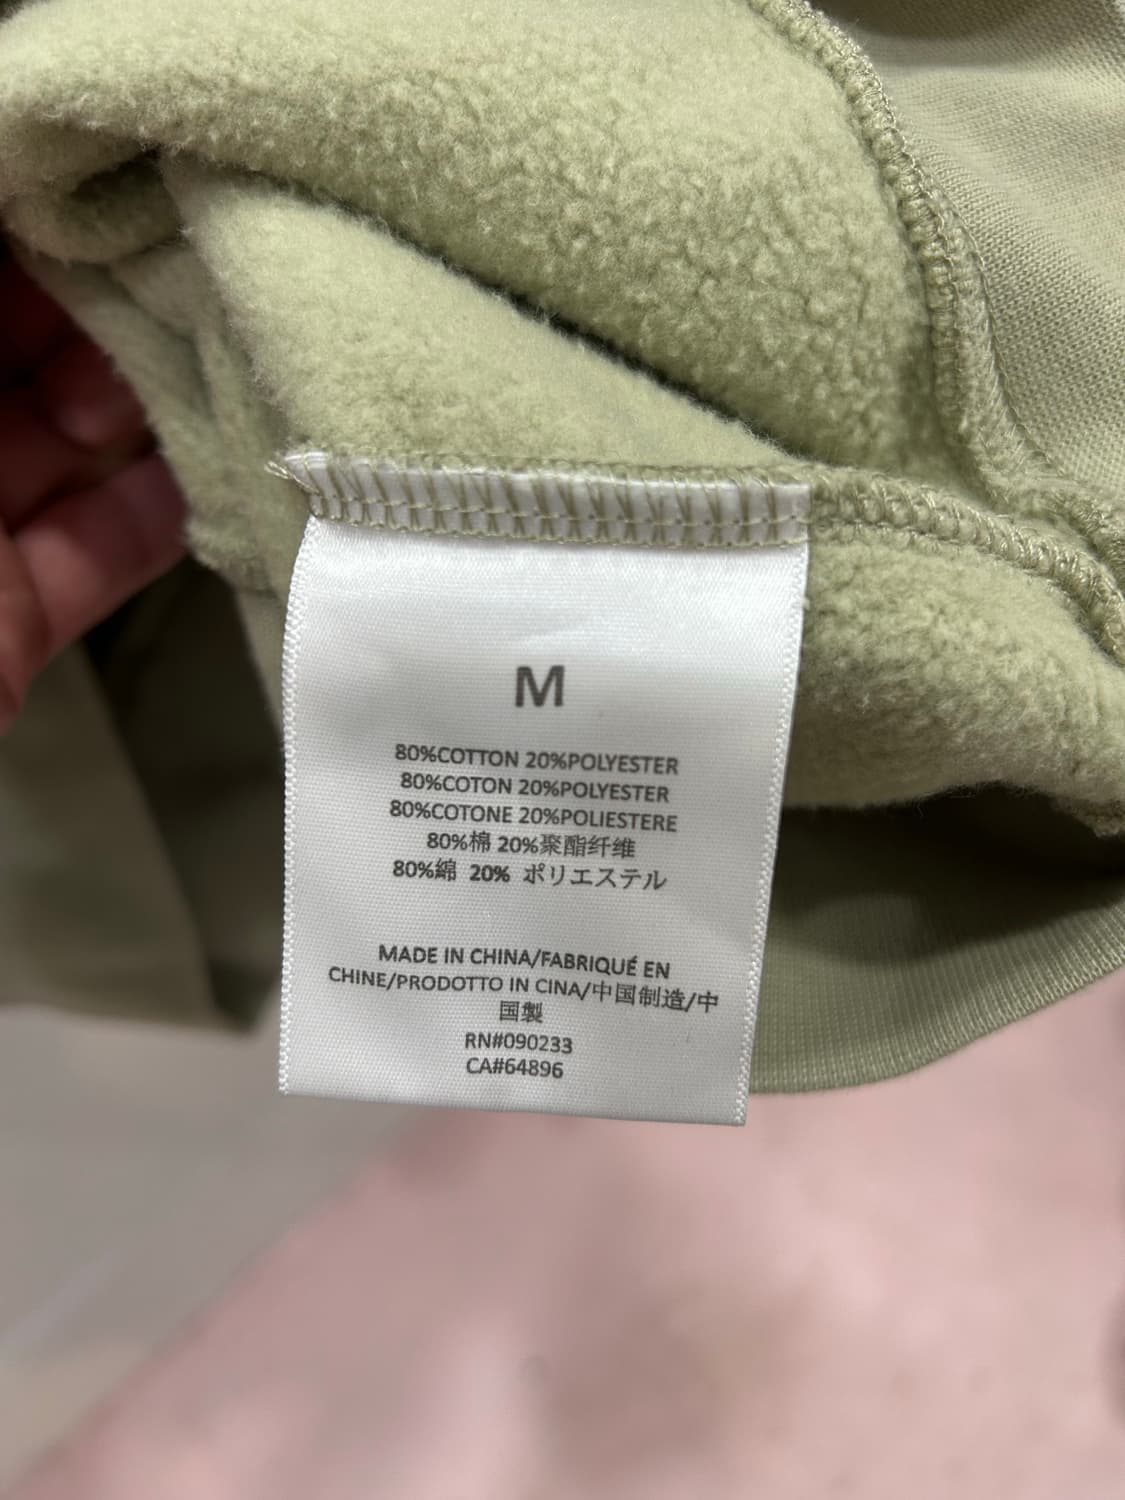 M
80%COTTON 20%POLYESTER
80%COTON 20%POLYESTER
80%COTONE 20%POLIESTERE
80%棉 20%聚酯纤维
80%綿 20% ポリエステル
MADE IN CHINA/FABRIQUÉ EN
CHINE/PRODOTTO IN CINA/中国制造/中
国製
RN#090233
CA#64896